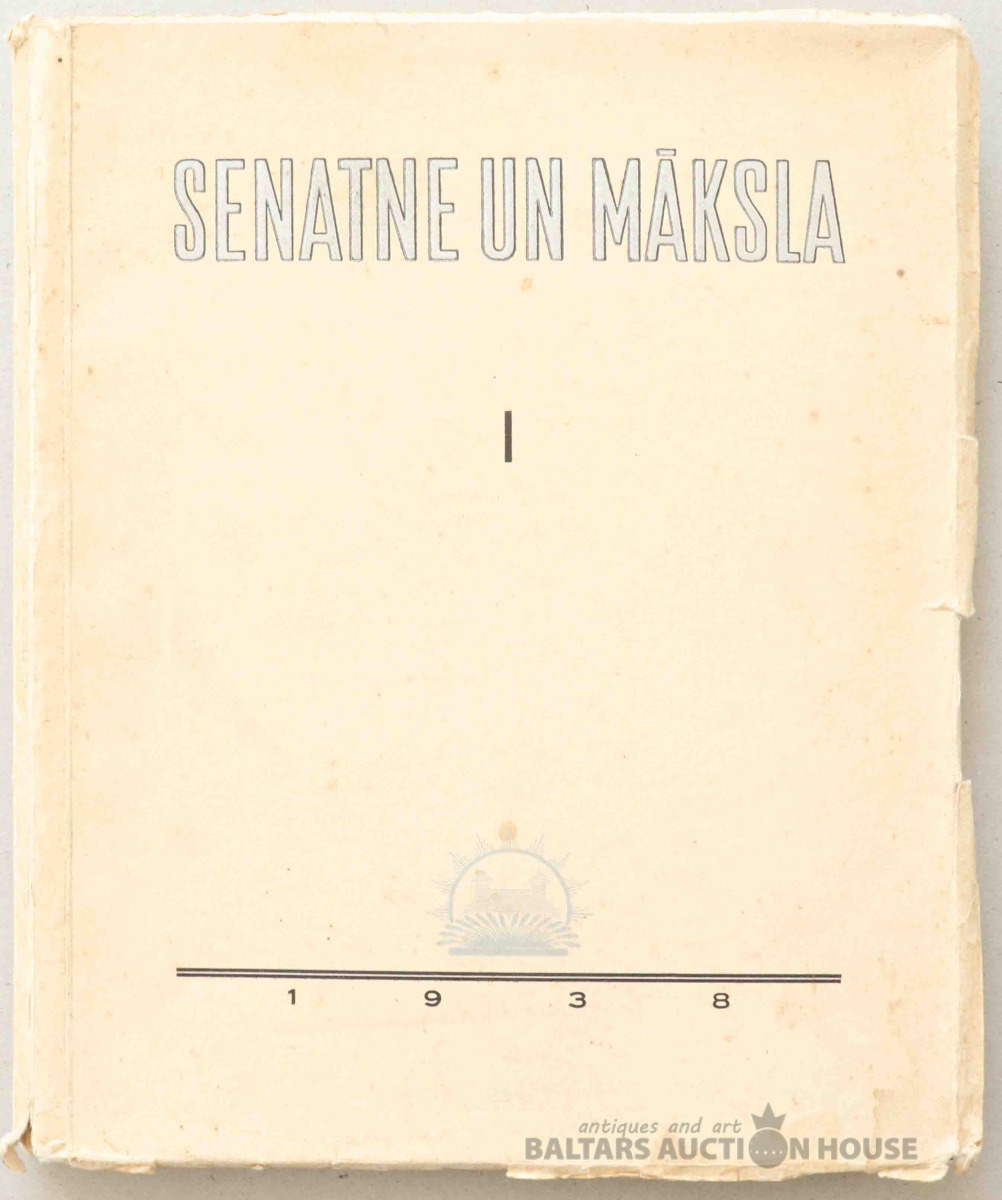 SENATNE UN MĀKSLA
I
1 9 3 8
antiques and art
BALTARS AUCTION HOUSE